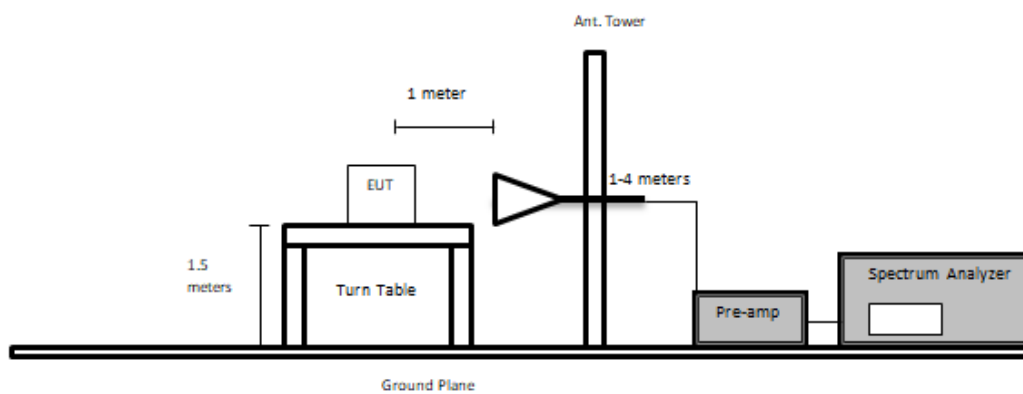 Ant. Tower
1 meter
EUT
1-4 meters
1.5
meters
Turn Table
Spectrum Analyzer
Pre-amp
Ground Plane